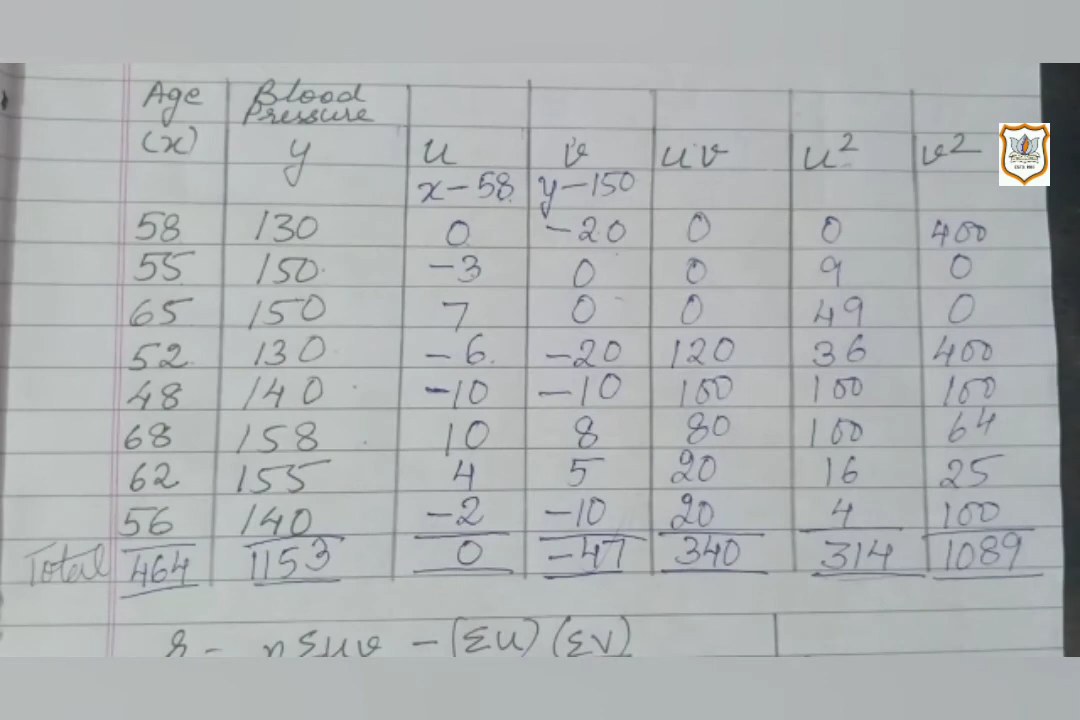 Age Blood Pressure
(x) y u v uv u² v²
x-58 y-150
58 130 0 -20 0 0 400
55 150 -3 0 0 9 0
65 150 7 0 0 49 0
52 130 -6 -20 120 36 400
48 140 -10 -10 100 100 100
68 158 10 8 80 100 64
62 155 4 5 20 16 25
56 140 -2 -10 20 4 100
Total 464 1153 0 -47 340 314 1089
nΣuv - (Σu) (Σv)